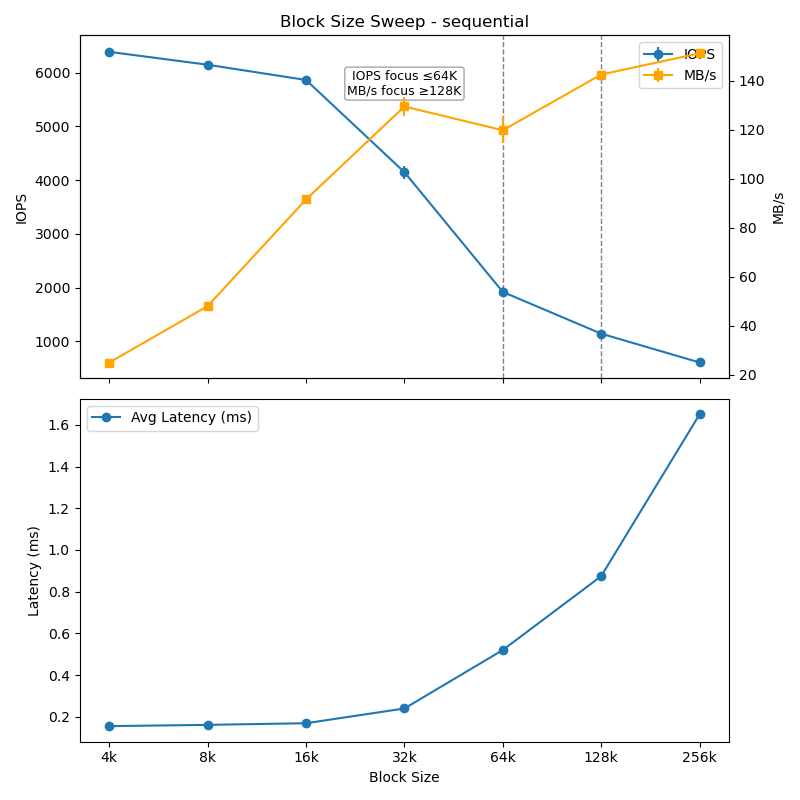 Block Size Sweep - sequential
IOPS
6000
5000
4000
3000
2000
1000
IOPS focus ≤64K
MB/s focus ≥128K
IOPS
MB/s
140
120
100
80
60
40
20
MB/s
Avg Latency (ms)
Latency (ms)
1.6
1.4
1.2
1.0
0.8
0.6
0.4
0.2
4k 8k 16k 32k 64k 128k 256k
Block Size